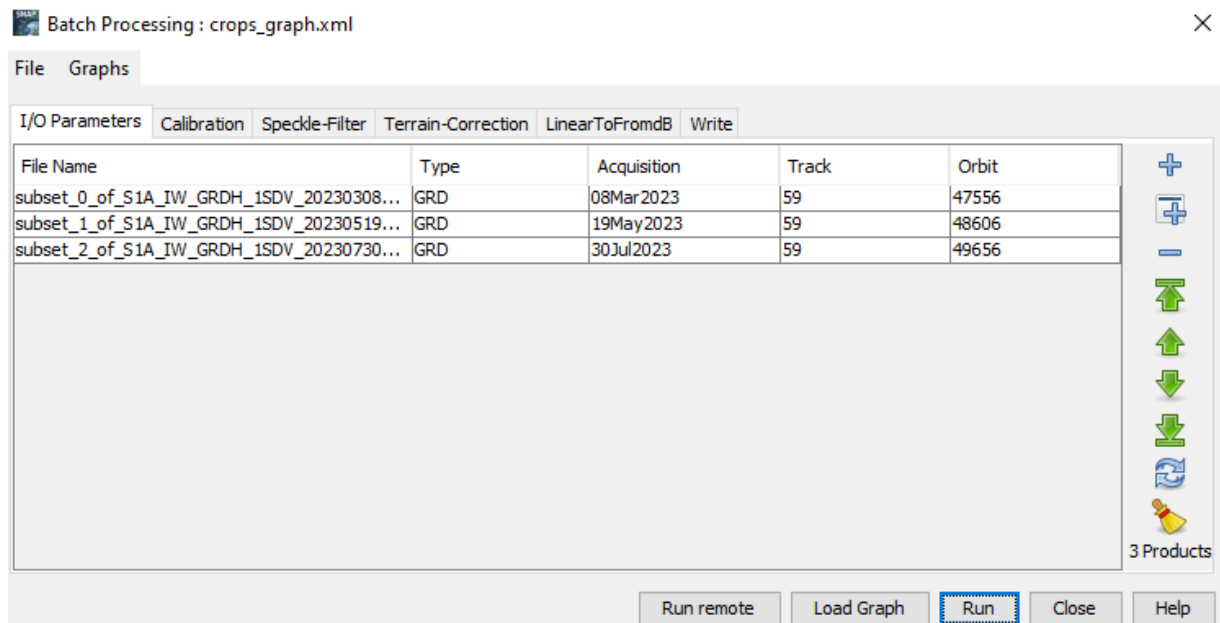 SNAP
Batch Processing : crops_graph.xml
File Graphs
I/O Parameters Calibration Speckle-Filter Terrain-Correction LinearToFromdB Write
File Name Type Acquisition Track Orbit
subset_0_of_S1A_IW_GRDH_1SDV_20230308... GRD 08Mar2023 59 47556
subset_1_of_S1A_IW_GRDH_1SDV_20230519... GRD 19May2023 59 48606
subset_2_of_S1A_IW_GRDH_1SDV_20230730... GRD 30Jul2023 59 49656
3 Products
Run remote Load Graph Run Close Help